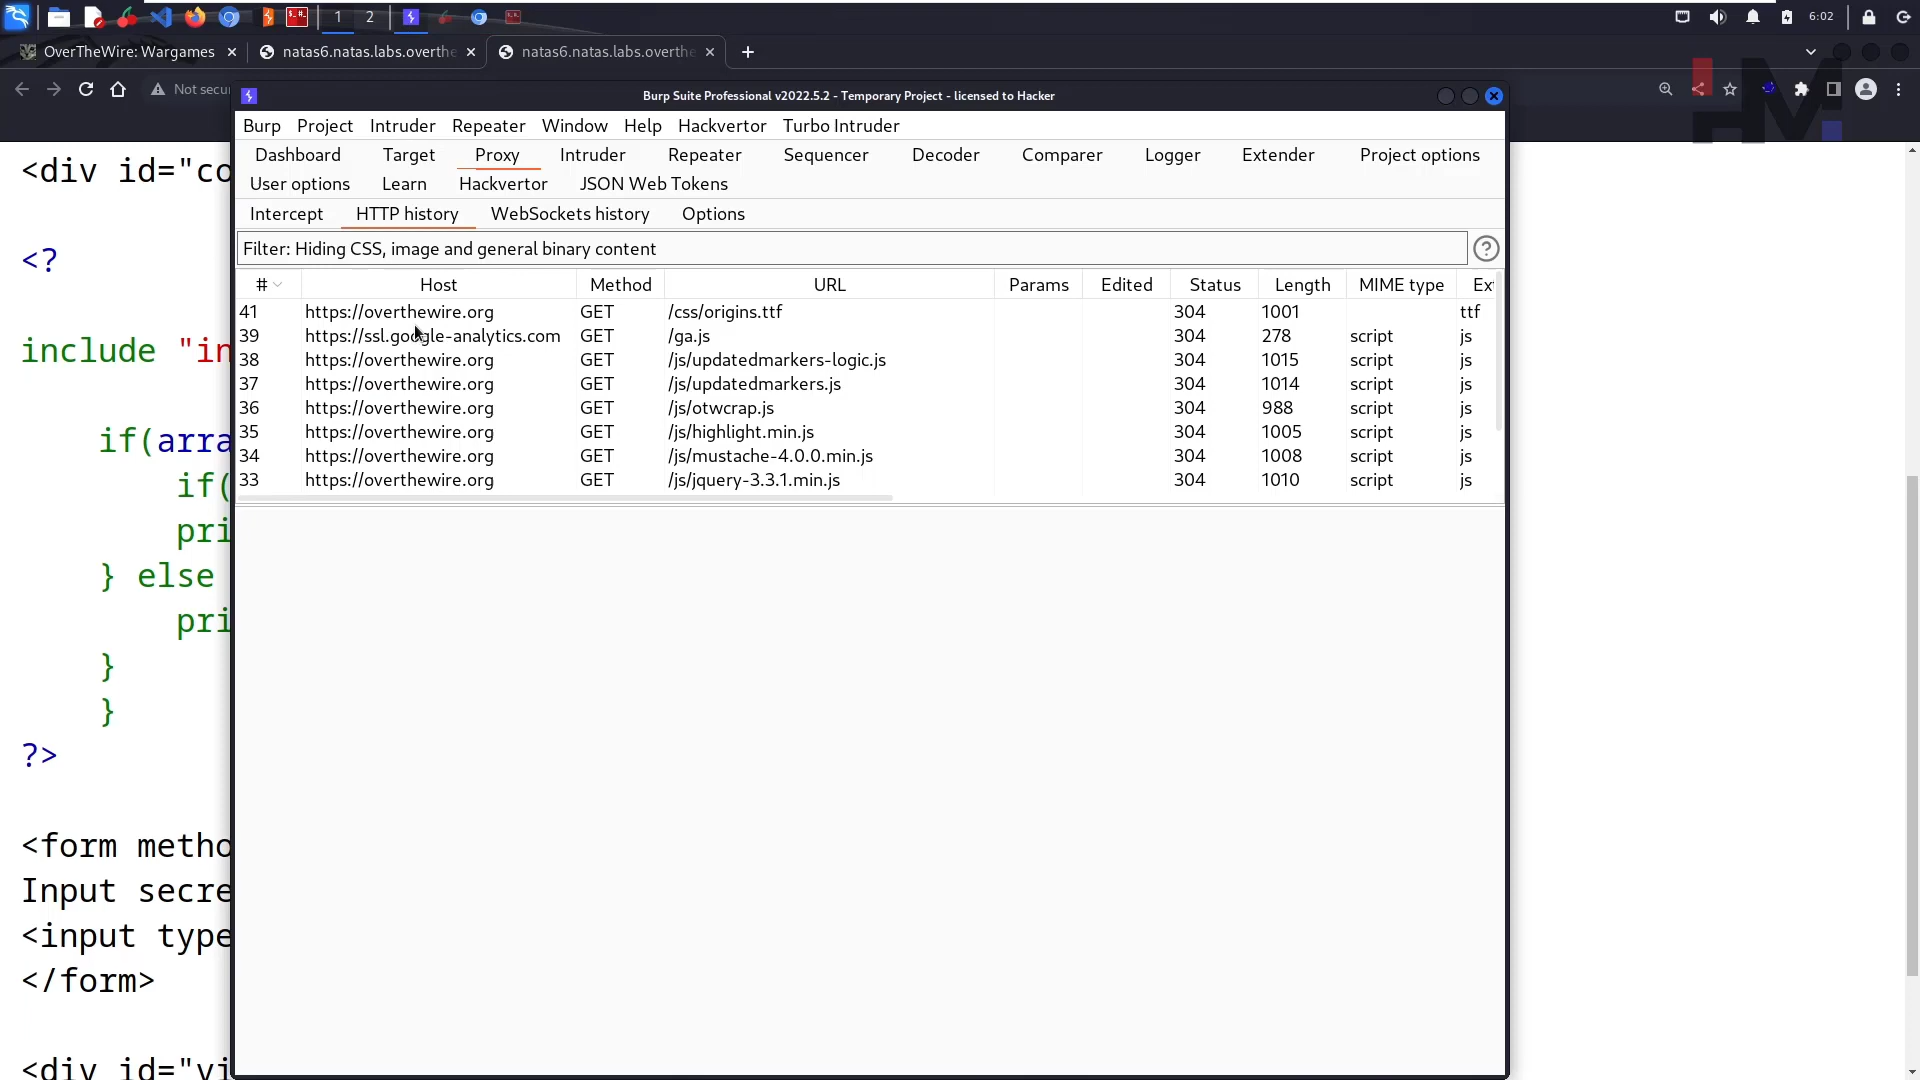 1 2 6:02
OverTheWire: Wargames natas6.natas.labs.overthe natas6.natas.labs.overthe
Not secu
HM
Burp Suite Professional v2022.5.2 - Temporary Project - licensed to Hacker
Burp Project Intruder Repeater Window Help Hackvertor Turbo Intruder
Dashboard Target Proxy Intruder Repeater Sequencer Decoder Comparer Logger Extender Project options
User options Learn Hackvertor JSON Web Tokens
Intercept HTTP history WebSockets history Options
Filter: Hiding CSS, image and general binary content ?
# Host Method URL Params Edited Status Length MIME type Ext
41 https://overthewire.org GET /css/origins.ttf 304 1001 ttf
39 https://ssl.google-analytics.com GET /ga.js 304 278 script js
38 https://overthewire.org GET /js/updatedmarkers-logic.js 304 1015 script js
37 https://overthewire.org GET /js/updatedmarkers.js 304 1014 script js
36 https://overthewire.org GET /js/otwcrap.js 304 988 script js
35 https://overthewire.org GET /js/highlight.min.js 304 1005 script js
34 https://overthewire.org GET /js/mustache-4.0.0.min.js 304 1008 script js
33 https://overthewire.org GET /js/jquery-3.3.1.min.js 304 1010 script js
<div id="co
<?
include "in
if(arra
if(
pri
} else
pri
}
}
?>
<form metho
Input secre
<input type
</form>
<div id="vi